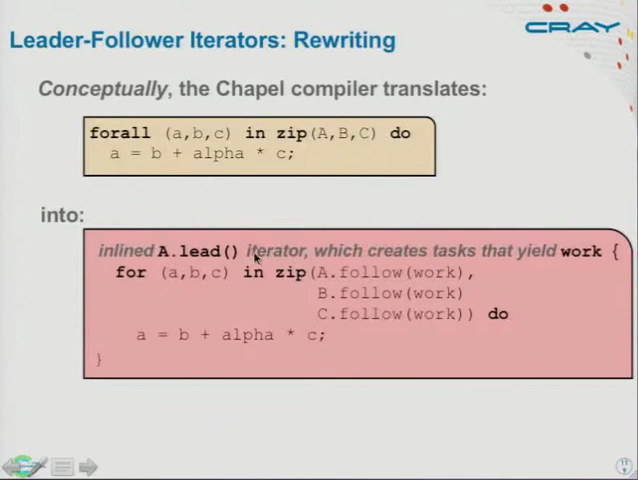 CRAY
Leader-Follower Iterators: Rewriting
Conceptually, the Chapel compiler translates:
forall (a,b,c) in zip(A,B,C) do
a = b + alpha * c;
into:
inlined A.lead() iterator, which creates tasks that yield work {
for (a,b,c) in zip(A.follow(work),
B.follow(work)
C.follow(work)) do
a = b + alpha * c;
}